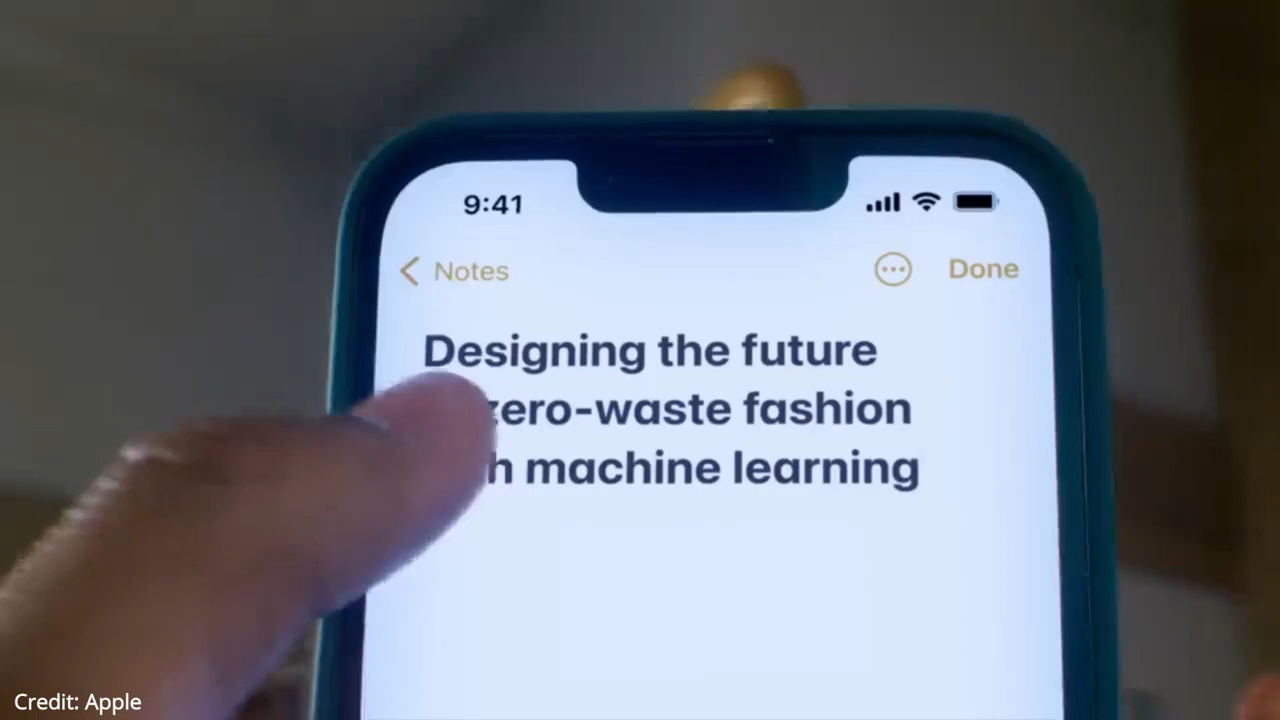 9:41
Notes
Done
Designing the future
zero-waste fashion
machine learning
Credit: Apple